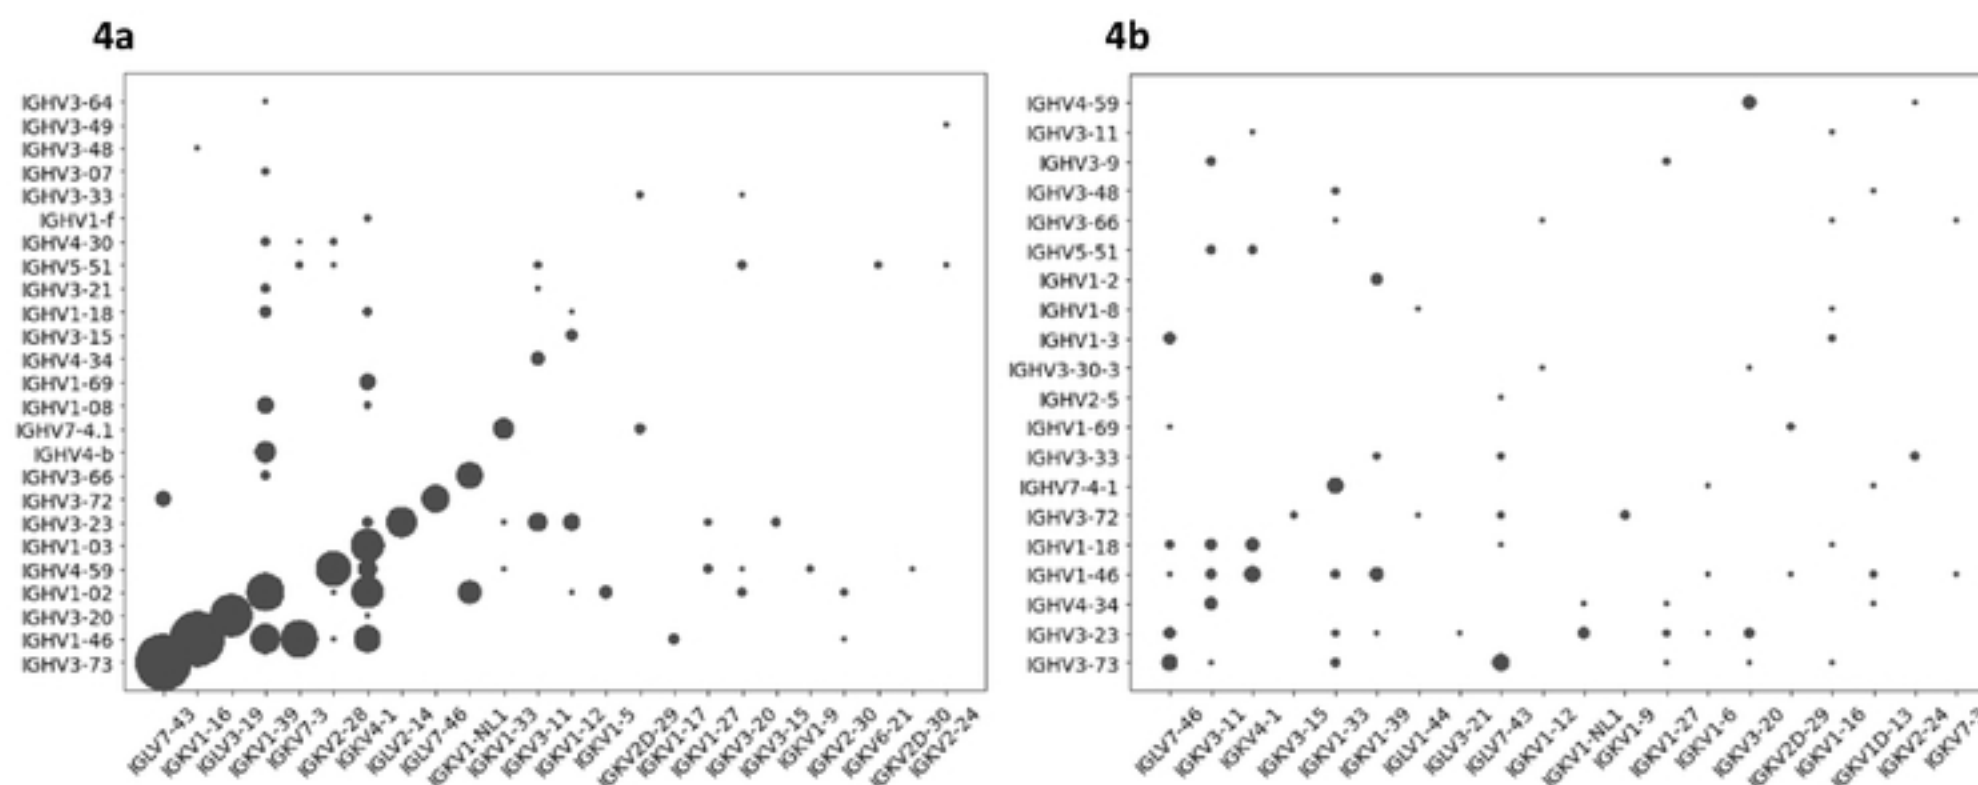 4a
4b
IGHV3-64
IGHV3-49
IGHV3-48
IGHV3-07
IGHV3-33
IGHV1-f
IGHV4-30
IGHV5-51
IGHV3-21
IGHV1-18
IGHV3-15
IGHV4-34
IGHV1-69
IGHV1-08
IGHV7-4.1
IGHV4-b
IGHV3-66
IGHV3-72
IGHV3-23
IGHV1-03
IGHV4-59
IGHV1-02
IGHV3-20
IGHV1-46
IGHV3-73
IGLV7-43
IGKV1-16
IGLV3-19
IGKV1-39
IGKV7-3
IGKV2-28
IGKV4-1
IGLV2-14
IGLV7-46
IGKV1-NL1
IGKV1-33
IGKV3-11
IGKV1-12
IGKV1-5
IGKV2D-29
IGKV1-17
IGKV1-27
IGKV3-20
IGKV3-15
IGKV1-9
IGKV2-30
IGKV6-21
IGKV2D-30
IGKV2-24
IGHV4-59
IGHV3-11
IGHV3-9
IGHV3-48
IGHV3-66
IGHV5-51
IGHV1-2
IGHV1-8
IGHV1-3
IGHV3-30-3
IGHV2-5
IGHV1-69
IGHV3-33
IGHV7-4-1
IGHV3-72
IGHV1-18
IGHV1-46
IGHV4-34
IGHV3-23
IGHV3-73
IGLV7-46
IGKV3-11
IGKV4-1
IGKV3-15
IGKV1-33
IGKV1-39
IGLV1-44
IGLV3-21
IGLV7-43
IGKV1-12
IGKV1-NL1
IGKV1-9
IGKV1-27
IGKV1-6
IGKV3-20
IGKV2D-29
IGKV1-16
IGKV1D-13
IGKV2-24